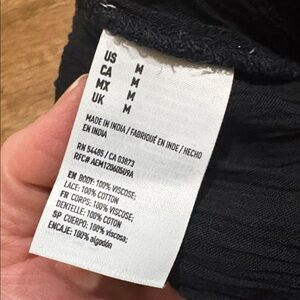 US M
CA M
MX M
UK M
MADE IN INDIA / FABRIQUÉ EN INDE / HECHO
EN INDIA
RN 54485 / CA 03873
RFC# AEM12060509A
EN BODY: 100% VISCOSE;
LACE: 100% COTTON
FR CORPS: 100% VISCOSE;
DENTELLE: 100% COTON
SP CUERPO: 100% viscosa;
ENCAJE: 100% algodón